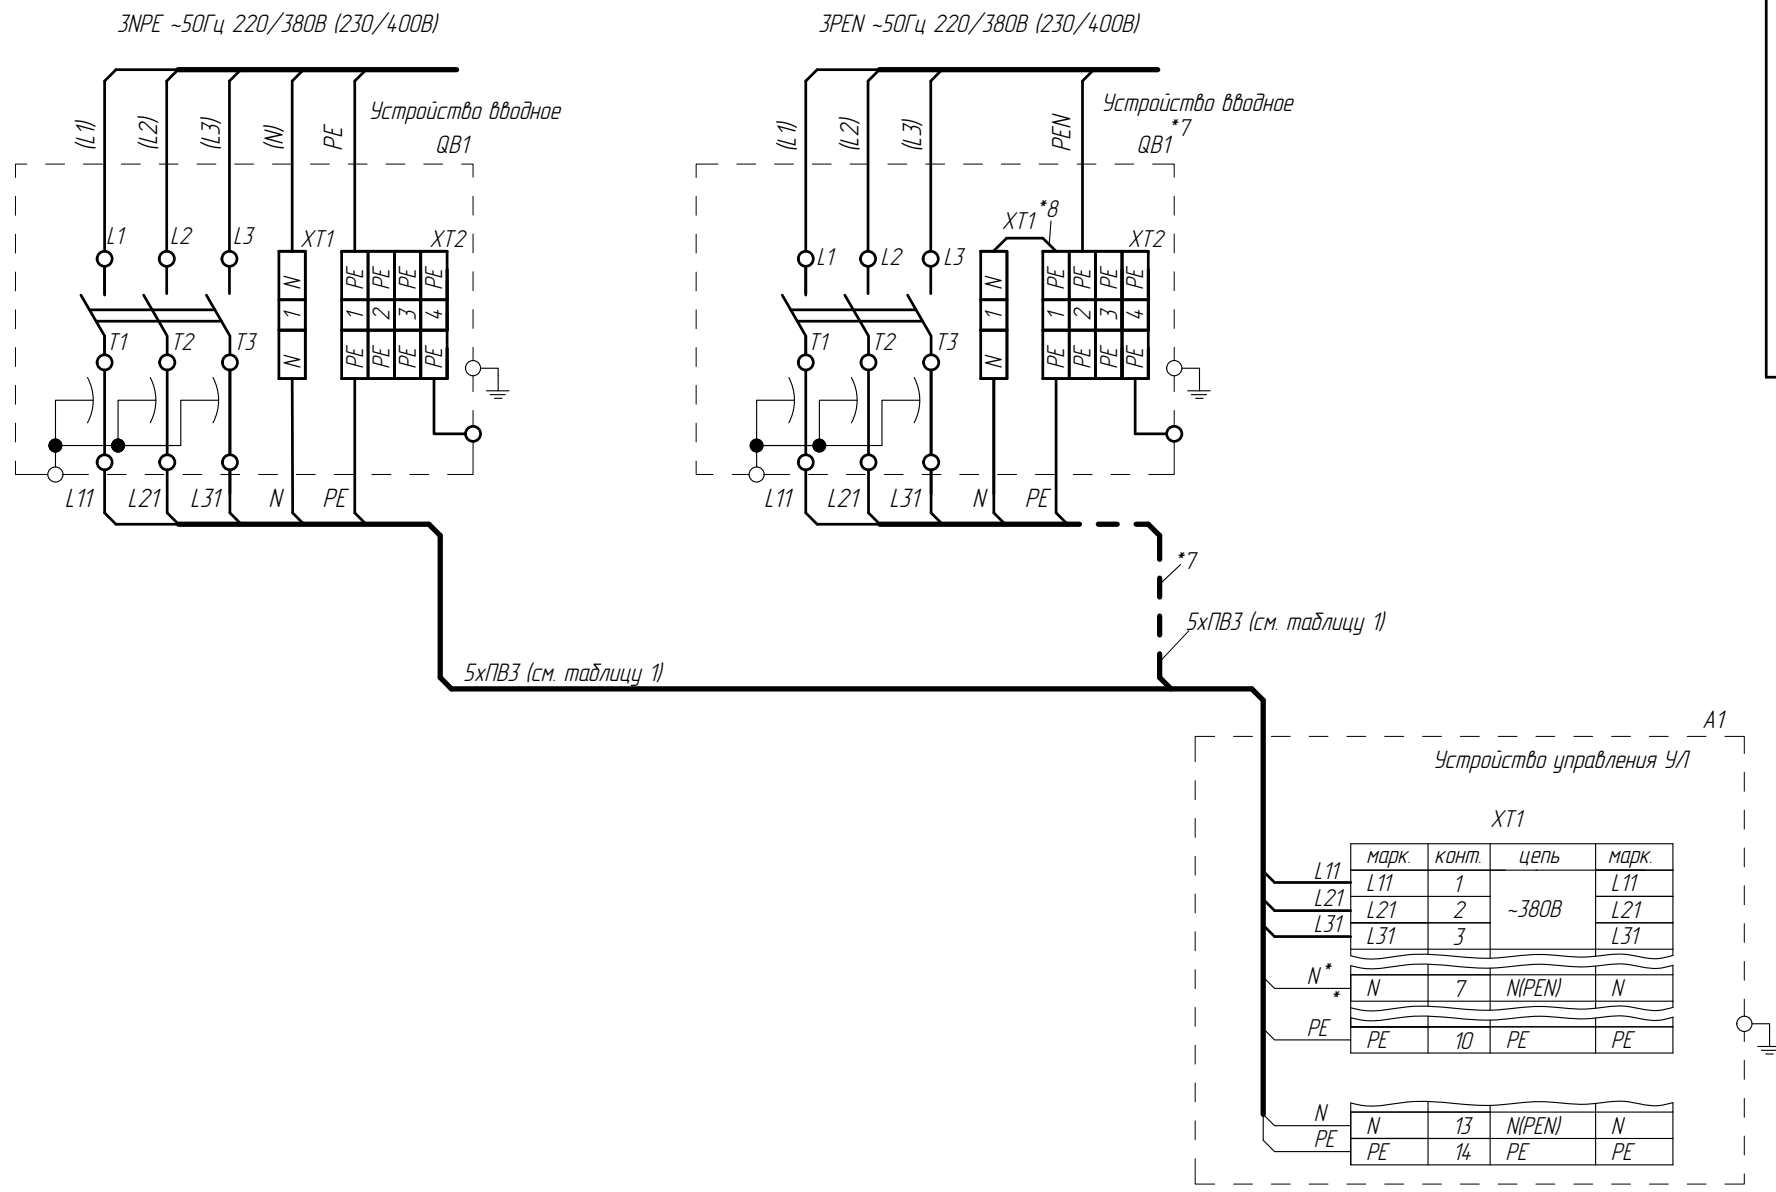 3NPE ~50Гц 220/380В (230/400В)
3PEN ~50Гц 220/380В (230/400В)
(L1)
(L2)
(L3)
(N)
PE
Устройство вводное
QB1
(L1)
(L2)
(L3)
PEN
Устройство вводное
*7
QB1
L1
L2
L3
XT1
XT2
N
PE PE PE PE
1
1 2 3 4
N
PE PE PE PE
T1
T2
T3
L11
L21
L31
N
PE
L1
L2
L3
XT1
*8
XT2
N
PE PE PE PE
1
1 2 3 4
N
PE PE PE PE
T1
T2
T3
L11
L21
L31
N
PE
*7
5хПВ3 (см. таблицу 1)
5хПВ3 (см. таблицу 1)
A1
Устройство управления УЛ
XT1
марк. конт. цепь марк.
L11 L11 1 ~380В L11
L21 L21 2 L21
L31 L31 3 L31
N* N 7 N(PEN) N
*
PE PE 10 PE PE
N N 13 N(PEN) N
PE PE 14 PE PE